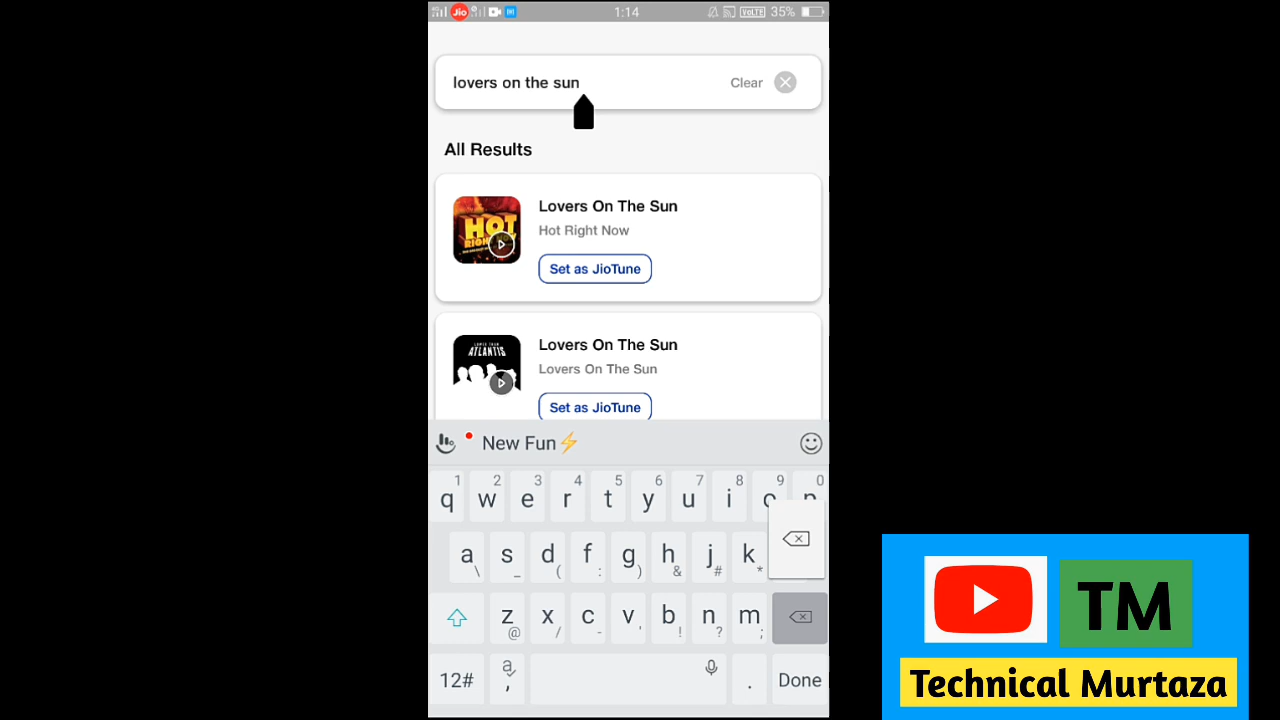 Jio 1:14 VoLTE 35%
lovers on the sun Clear
All Results
HOT
Lovers On The Sun
Hot Right Now
Set as JioTune
ATLANTIS
Lovers On The Sun
Lovers On The Sun
Set as JioTune
New Fun⚡
1 2 3 4 5 6 7 8 9 0
q w e r t y u i o p
a s d f g h j k
\ _ ( : ) & # *
z x c v b n m
@ / - ' ! ? ;
12# a , . Done
TM
Technical Murtaza